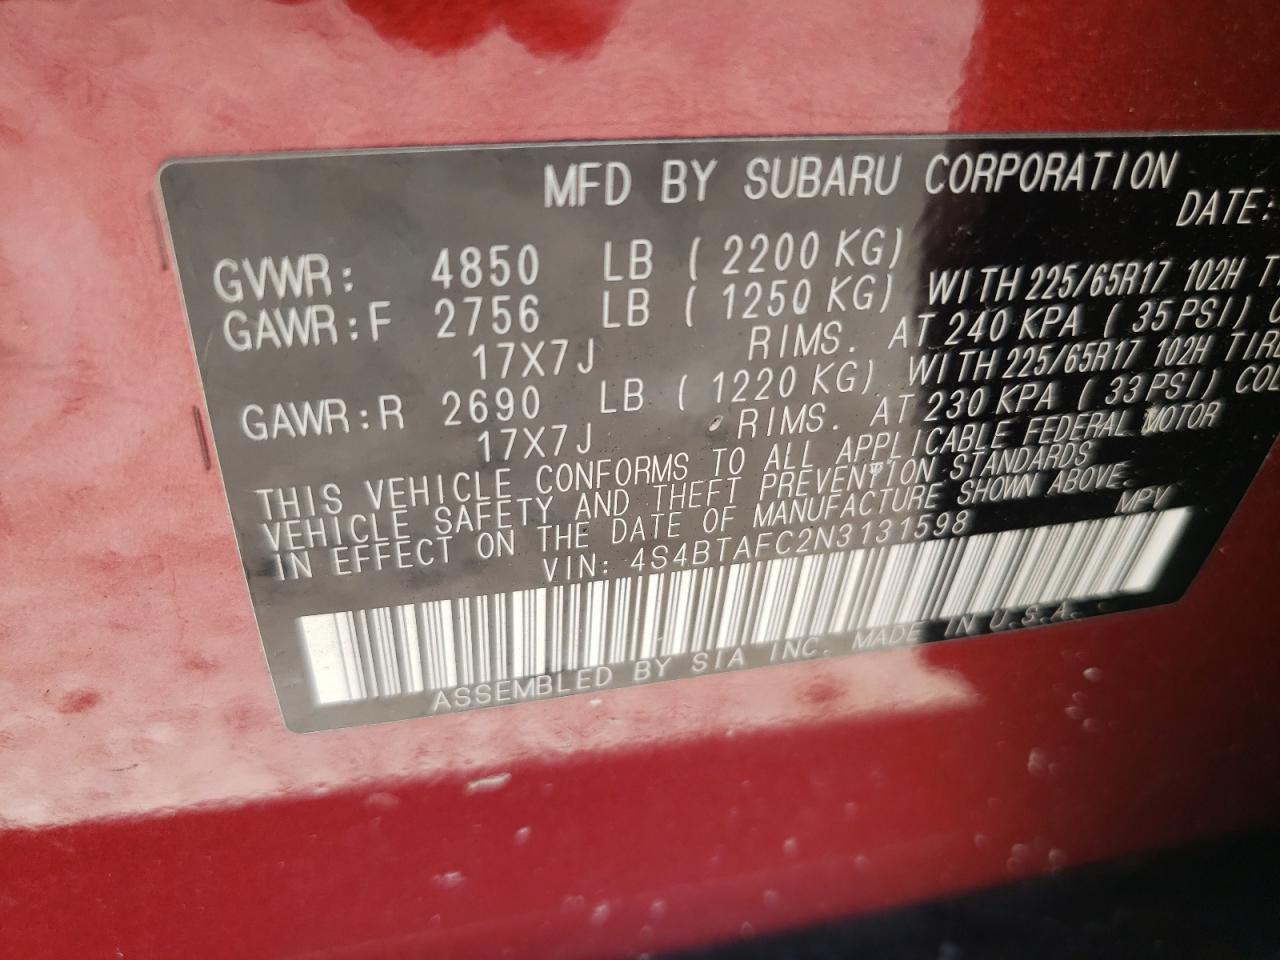 MFD BY SUBARU CORPORATION
DATE:
GVWR: 4850 LB ( 2200 KG)
GAWR:F 2756 LB ( 1250 KG) WITH 225/65R17 102H
17X7J RIMS. AT 240 KPA ( 35 PSI)
GAWR:R 2690 LB ( 1220 KG) WITH 225/65R17 102H TIRE
17X7J RIMS. AT 230 KPA ( 33 PSI) COL
THIS VEHICLE CONFORMS TO ALL APPLICABLE FEDERAL MOTOR
VEHICLE SAFETY AND THEFT PREVENTION STANDARDS
IN EFFECT ON THE DATE OF MANUFACTURE SHOWN ABOVE.
VIN: 4S4BTAFC2N3131598 MPV
ASSEMBLED BY SIA INC. MADE IN U.S.A.